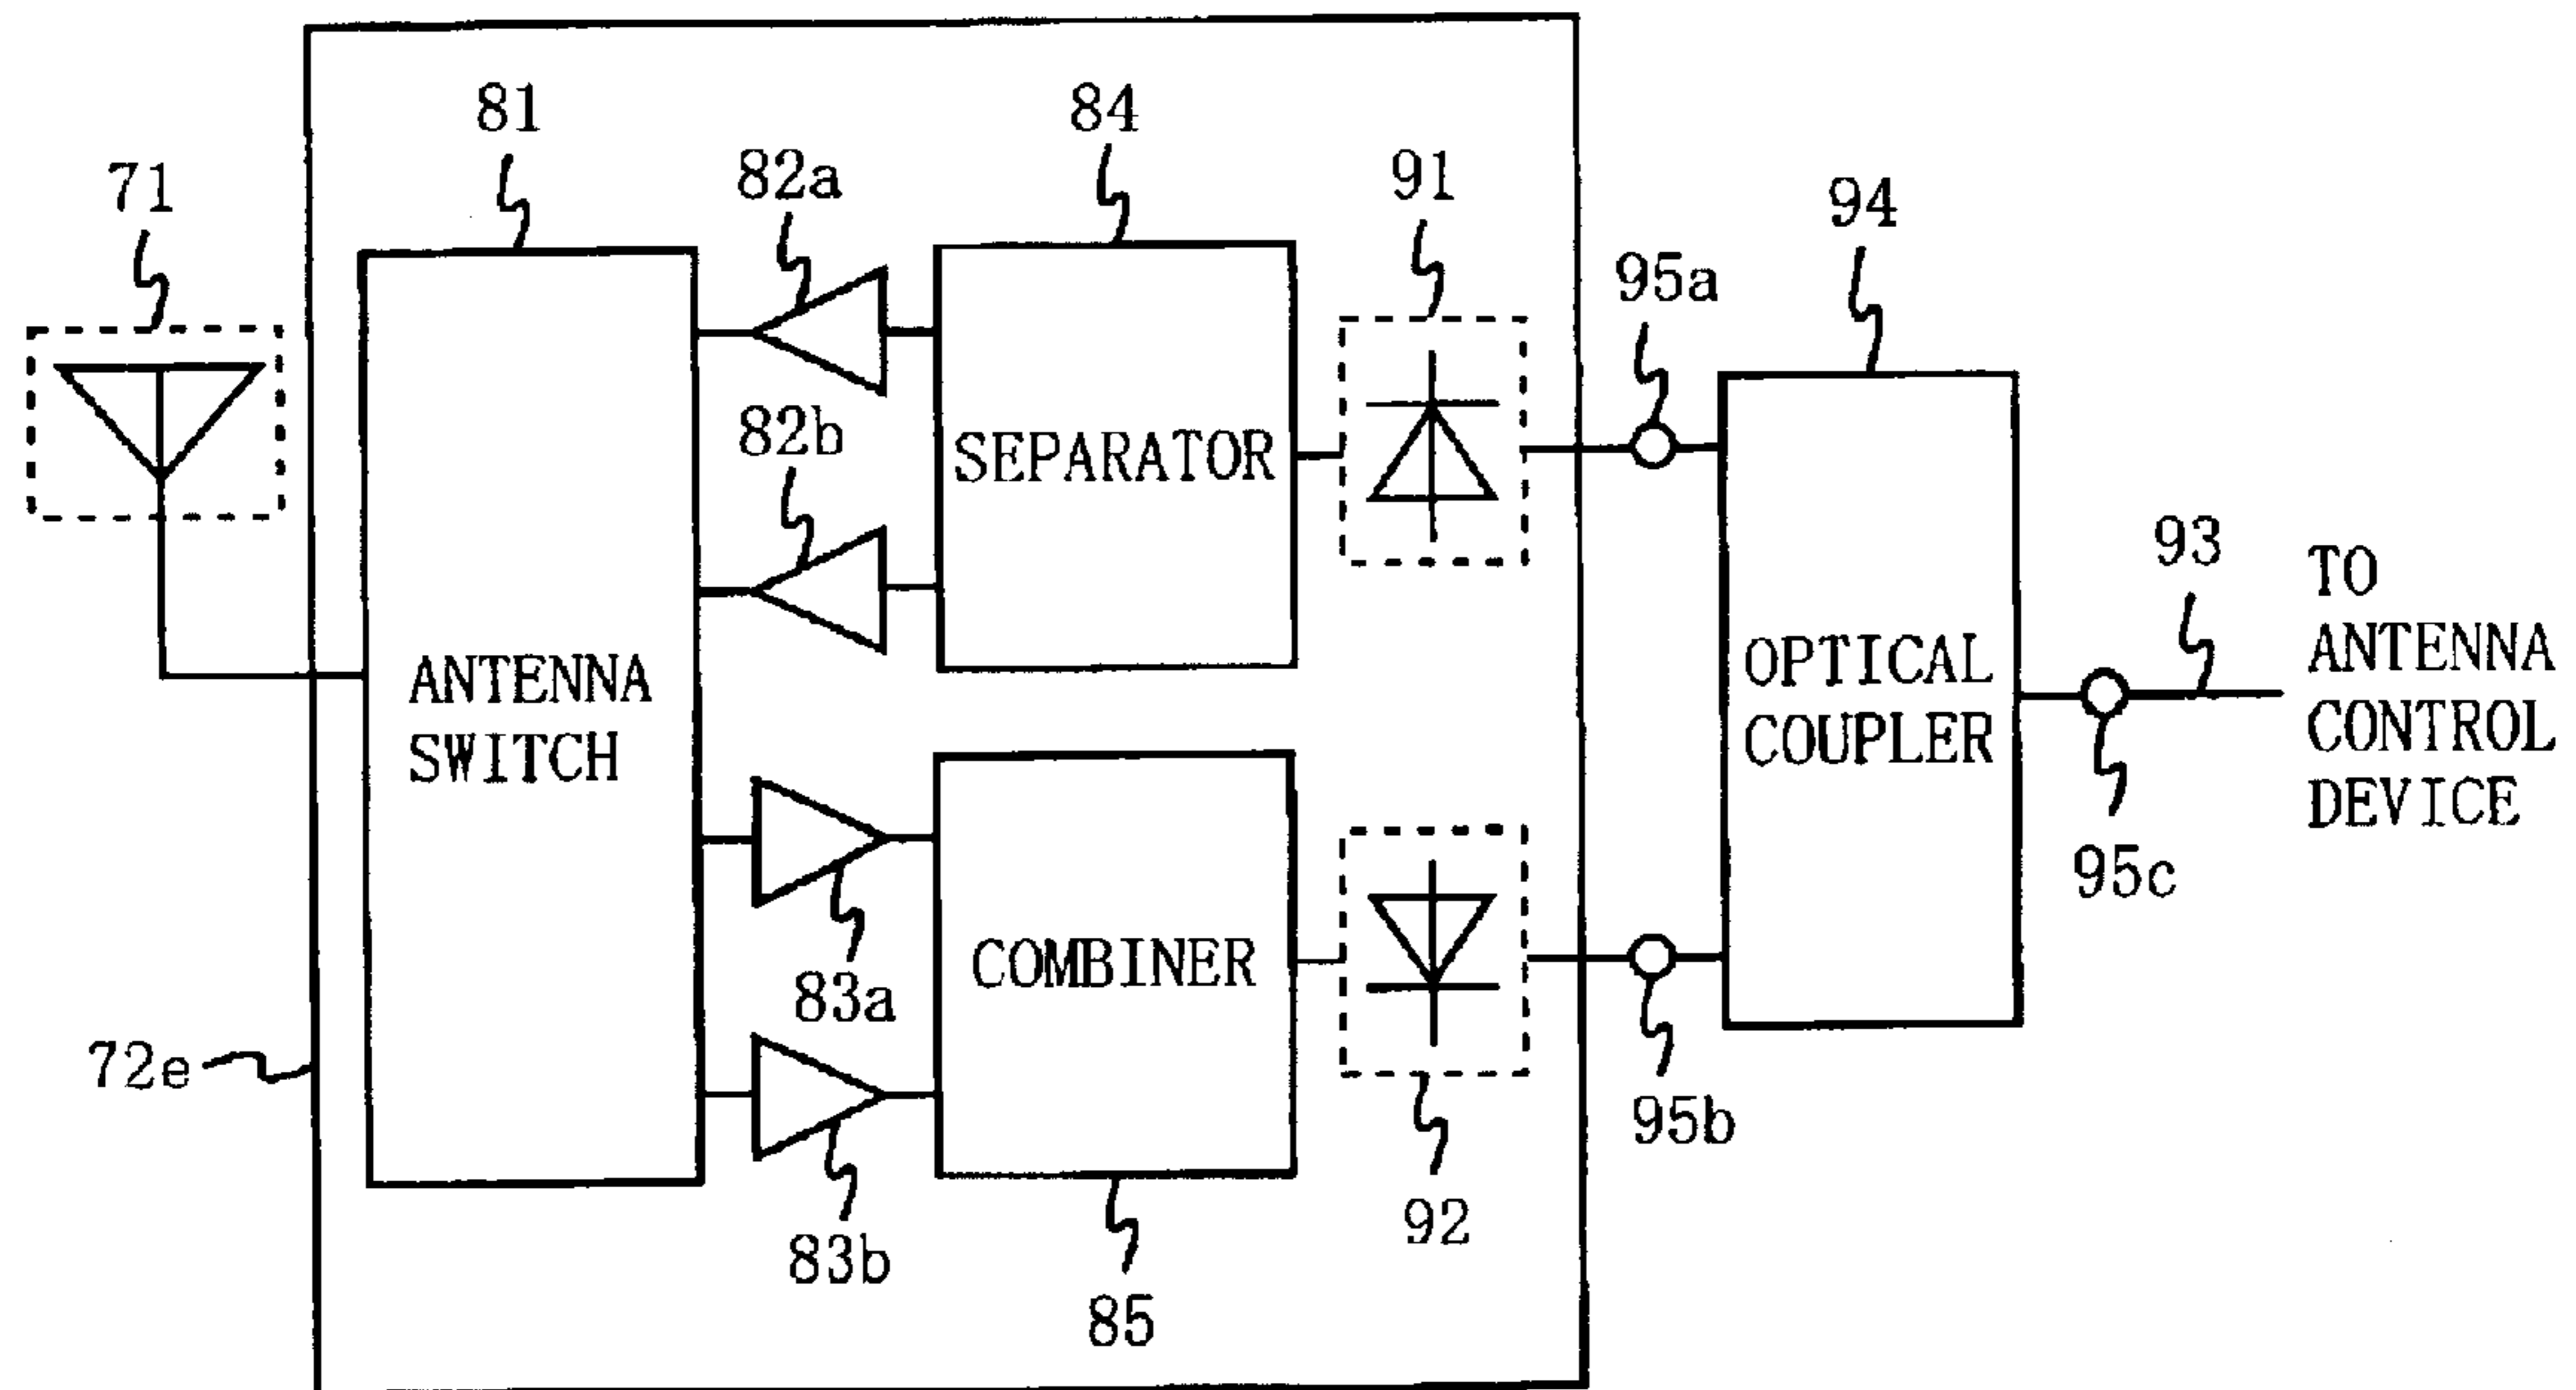 81
84
82a
91
71
94
95a
82b
SEPARATOR
93
TO
ANTENNA
CONTROL
DEVICE
OPTICAL
COUPLER
ANTENNA
SWITCH
95c
COMBINER
83a
72e
95b
92
83b
85